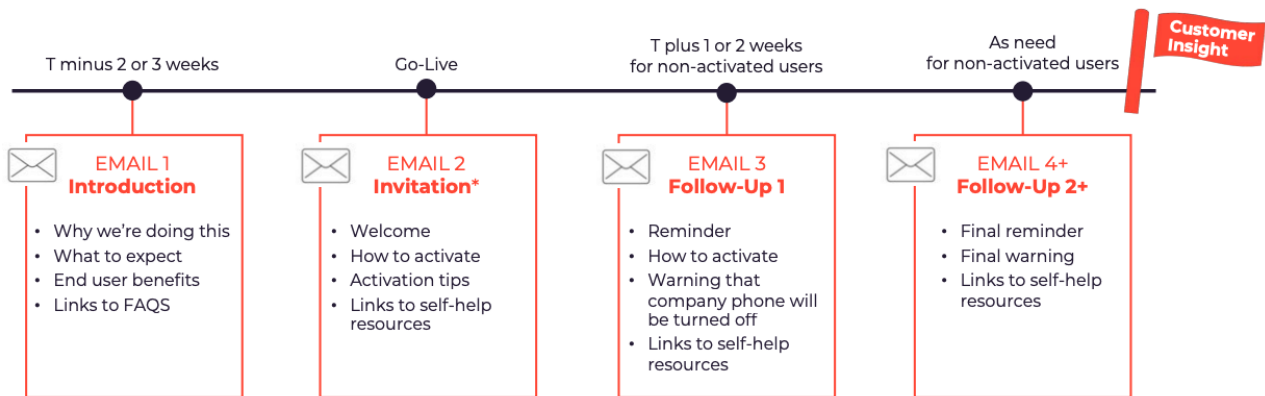 Customer
Insight
T minus 2 or 3 weeks
Go-Live
T plus 1 or 2 weeks
for non-activated users
As need
for non-activated users
EMAIL 1
Introduction
• Why we're doing this
• What to expect
• End user benefits
• Links to FAQS
EMAIL 2
Invitation*
• Welcome
• How to activate
• Activation tips
• Links to self-help
resources
EMAIL 3
Follow-Up 1
• Reminder
• How to activate
• Warning that
company phone will
be turned off
• Links to self-help
resources
EMAIL 4+
Follow-Up 2+
• Final reminder
• Final warning
• Links to self-help
resources